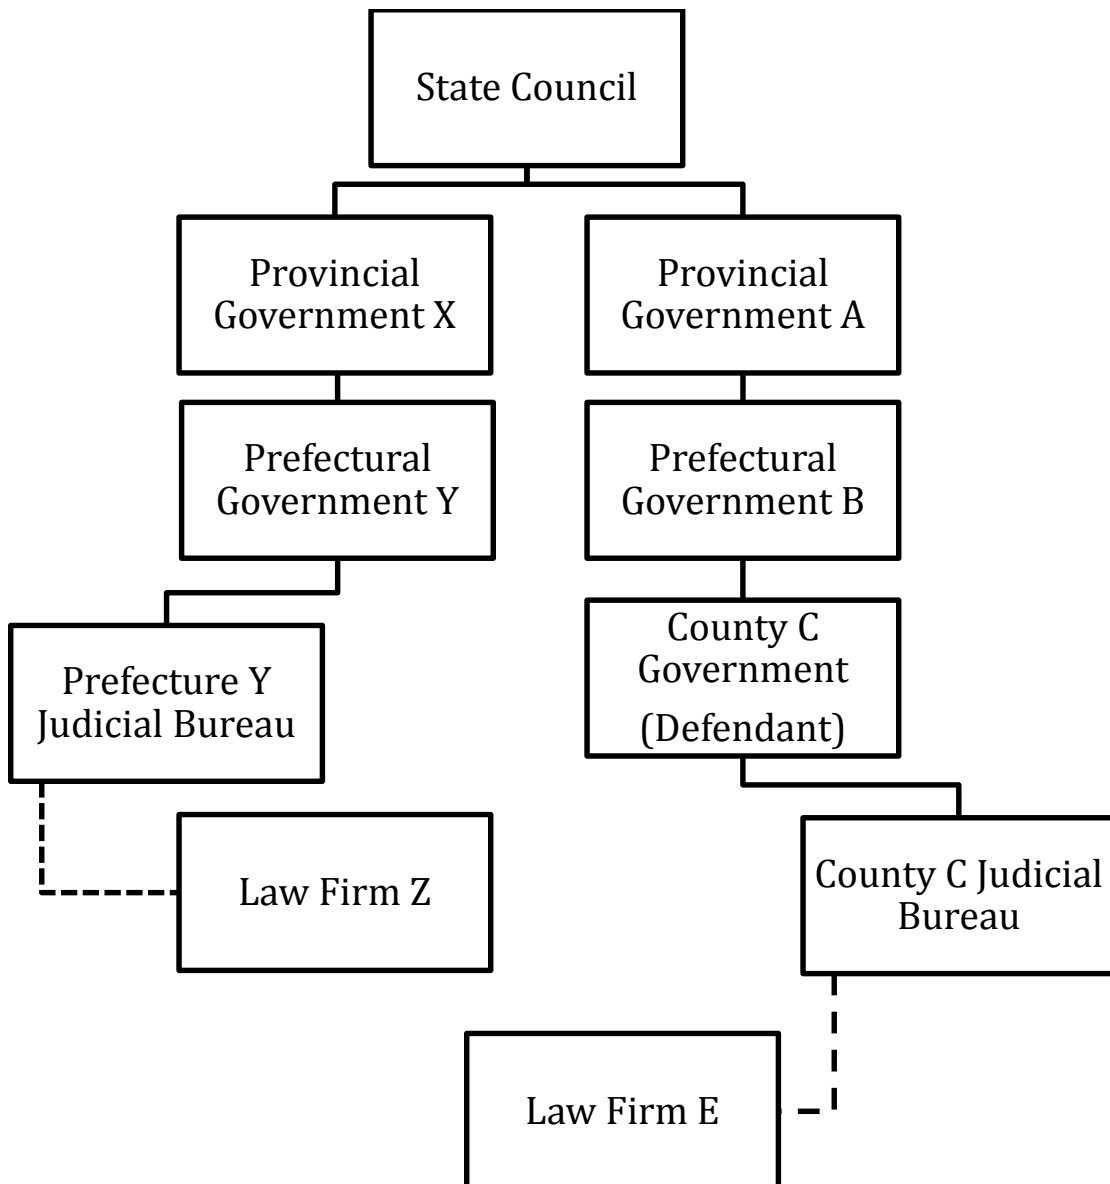 State Council
Provincial
Government X
Provincial
Government A
Prefectural
Government Y
Prefectural
Government B
County C
Government
(Defendant)
Prefecture Y
Judicial Bureau
Law Firm Z
County C Judicial
Bureau
Law Firm E